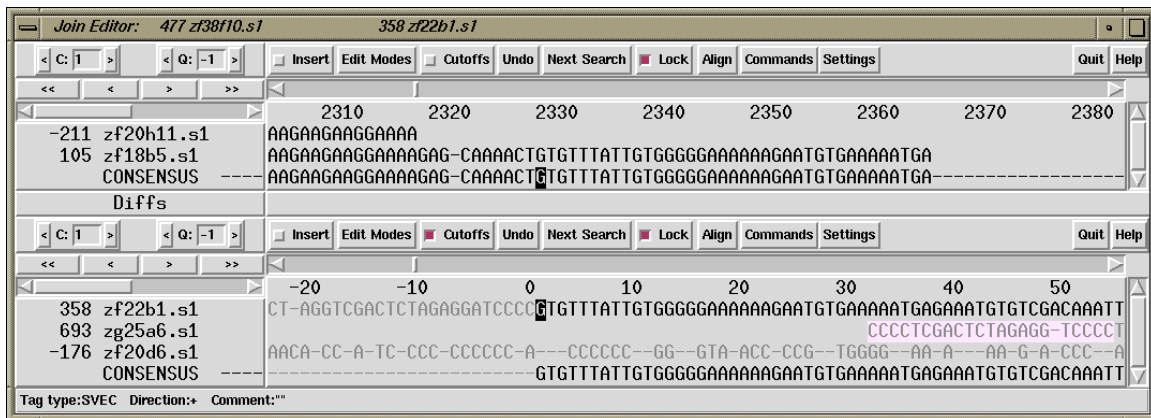 Join Editor: 477 zf38f10.s1 358 zf22b1.s1
< C: 1 > < Q: -1 > Insert Edit Modes Cutoffs Undo Next Search Lock Align Commands Settings Quit Help
<< < > >>
2310 2320 2330 2340 2350 2360 2370 2380
-211 zf20h11.s1 AAGAAGAAGGAAAA
105 zf18b5.s1 AAGAAGAAGGAAAAGAG-CAAAACTGTGTTTATTGTGGGGGAAAAAAGAATGTGAAAAATGA
CONSENSUS ---- AAGAAGAAGGAAAAGAG-CAAAACTGTGTTTATTGTGGGGGAAAAAAGAATGTGAAAAATGA------------------
Diffs
< C: 1 > < Q: -1 > Insert Edit Modes Cutoffs Undo Next Search Lock Align Commands Settings Quit Help
<< < > >>
-20 -10 0 10 20 30 40 50
358 zf22b1.s1 CT-AGGTCGACTCTAGAGGATCCCCGTGTTTATTGTGGGGGAAAAAAGAATGTGAAAAATGAGAAATGTGTCGACAAATT
693 zg25a6.s1 CCCCTCGACTCTAGAGG-TCCCCT
-176 zf20d6.s1 AACA-CC-A-TC-CCC-CCCCCC-A---CCCCCC--GG--GTA-ACC-CCG--TGGGG--AA-A---AA-G-A-CCC--A
CONSENSUS ---- -------------------------GTGTTTATTGTGGGGGAAAAAAGAATGTGAAAAATGAGAAATGTGTCGACAAATT
Tag type:SVEC Direction:+ Comment:""